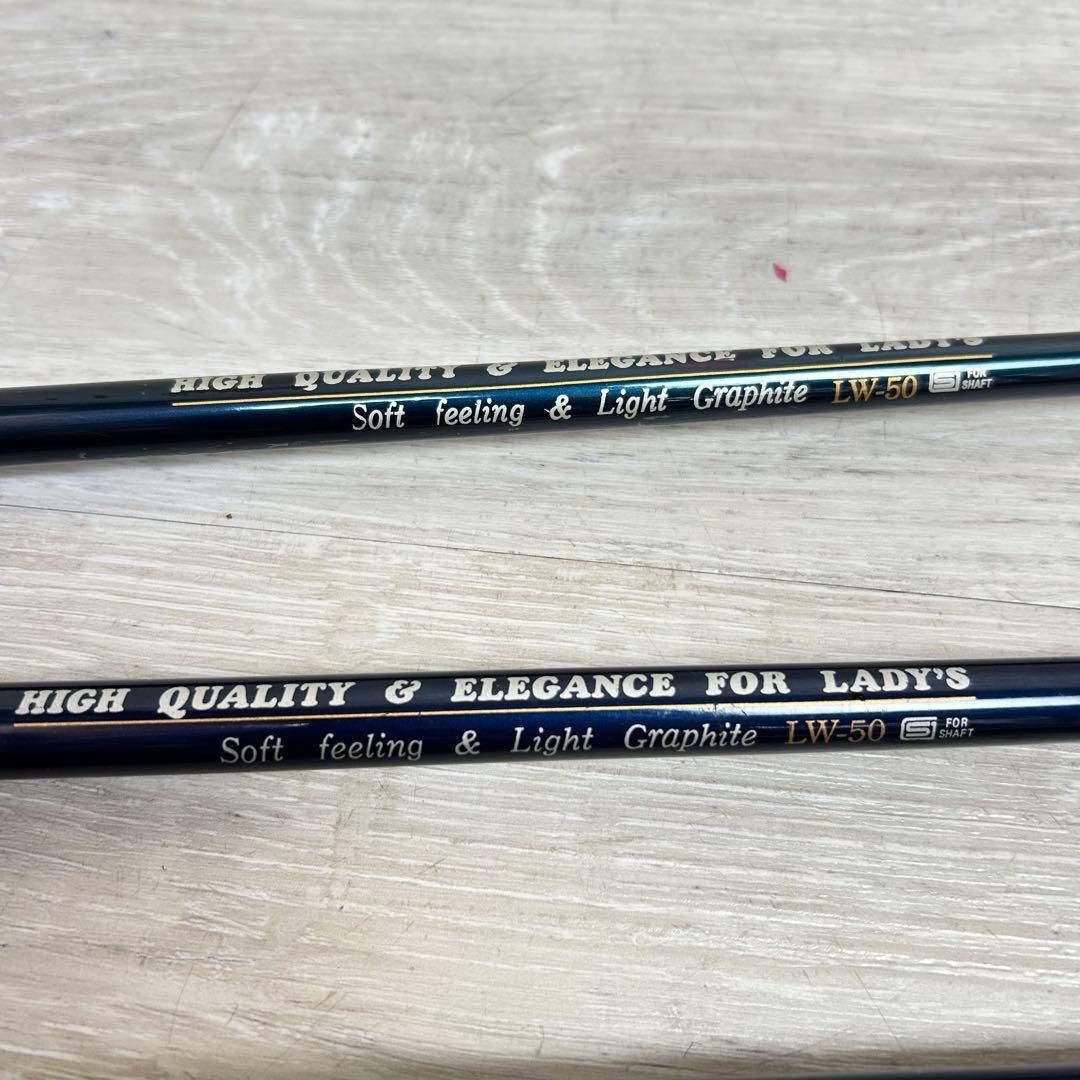 HIGH QUALITY & ELEGANCE FOR LADY'S
Soft feeling & Light Graphite LW-50 S FOR SHAFT
HIGH QUALITY & ELEGANCE FOR LADY'S
Soft feeling & Light Graphite LW-50 S FOR SHAFT